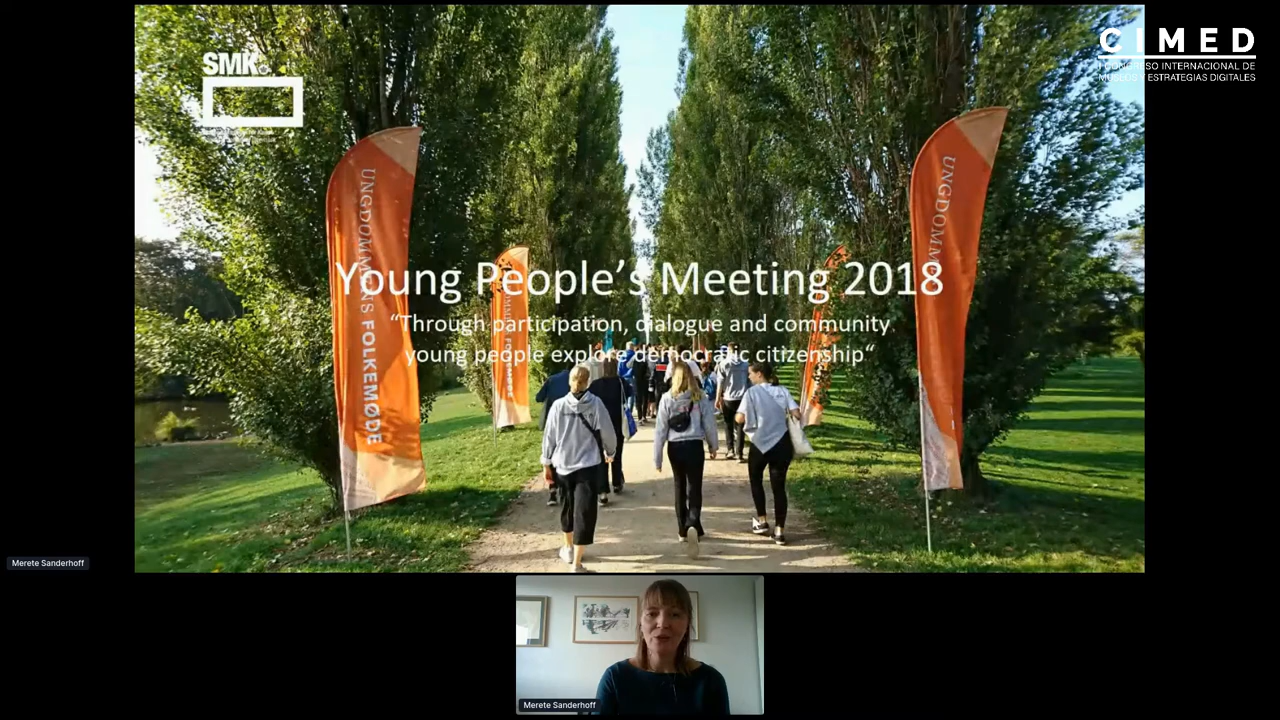 SMK
CIMED
I CONGRESO INTERNACIONAL DE
MUSEOS Y ESTRATEGIAS DIGITALES
UNGDOMMENS FOLKEMØDE
UNGDOMM
Young People’s Meeting 2018
“Through participation, dialogue and community
young people explore democratic citizenship“
Merete Sanderhoff
Merete Sanderhoff